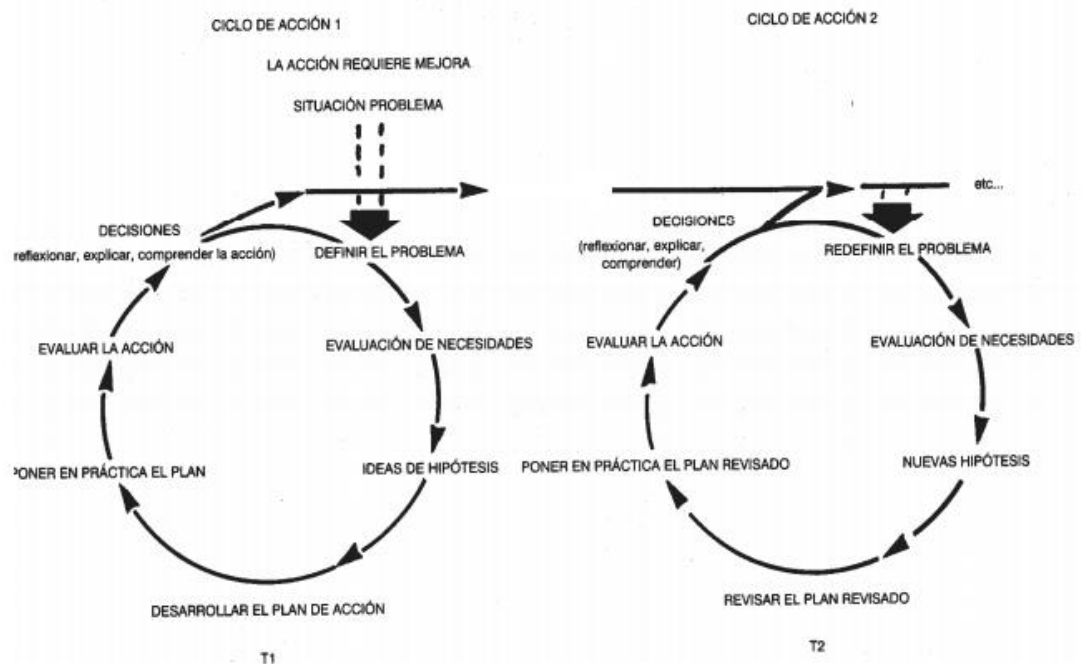 CICLO DE ACCIÓN 1
LA ACCIÓN REQUIERE MEJORA
SITUACIÓN PROBLEMA
DECISIONES
reflexionar, explicar, comprender la acción)
DEFINIR EL PROBLEMA
EVALUACIÓN DE NECESIDADES
IDEAS DE HIPÓTESIS
DESARROLLAR EL PLAN DE ACCIÓN
PONER EN PRÁCTICA EL PLAN
EVALUAR LA ACCIÓN
T1
CICLO DE ACCIÓN 2
etc...
DECISIONES
(reflexionar, explicar,
comprender)
REDEFINIR EL PROBLEMA
EVALUACIÓN DE NECESIDADES
NUEVAS HIPÓTESIS
REVISAR EL PLAN REVISADO
PONER EN PRÁCTICA EL PLAN REVISADO
EVALUAR LA ACCIÓN
T2